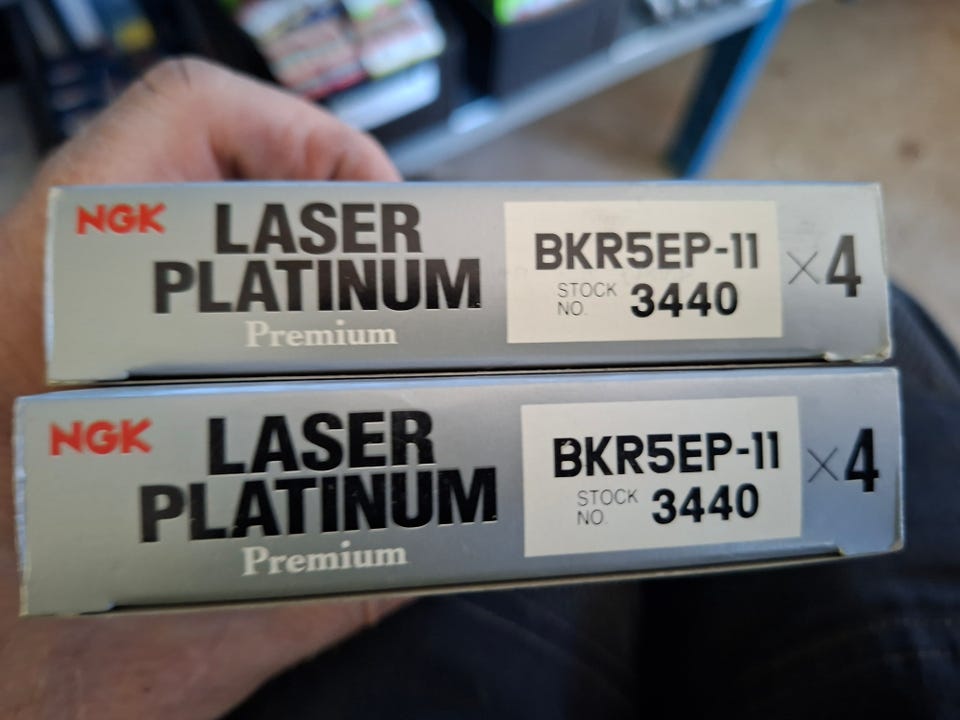 NGK
LASER
PLATINUM
Premium
BKR5EP-11
STOCK NO. 3440
×4
NGK
LASER
PLATINUM
Premium
BKR5EP-11
STOCK NO. 3440
×4